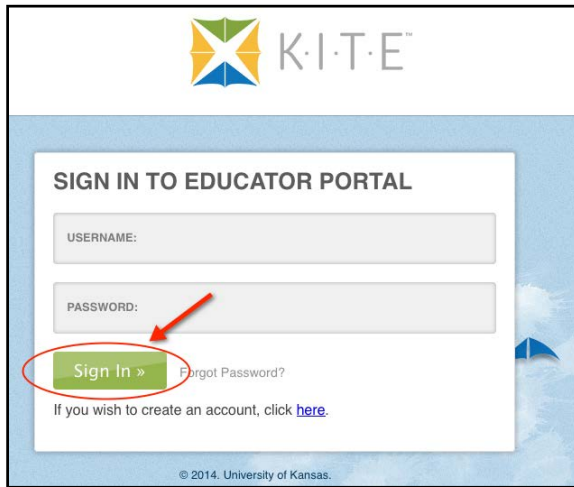 K·I·T·E™
SIGN IN TO EDUCATOR PORTAL
USERNAME:
PASSWORD:
Sign In »
Forgot Password?
If you wish to create an account, click here.
© 2014. University of Kansas.